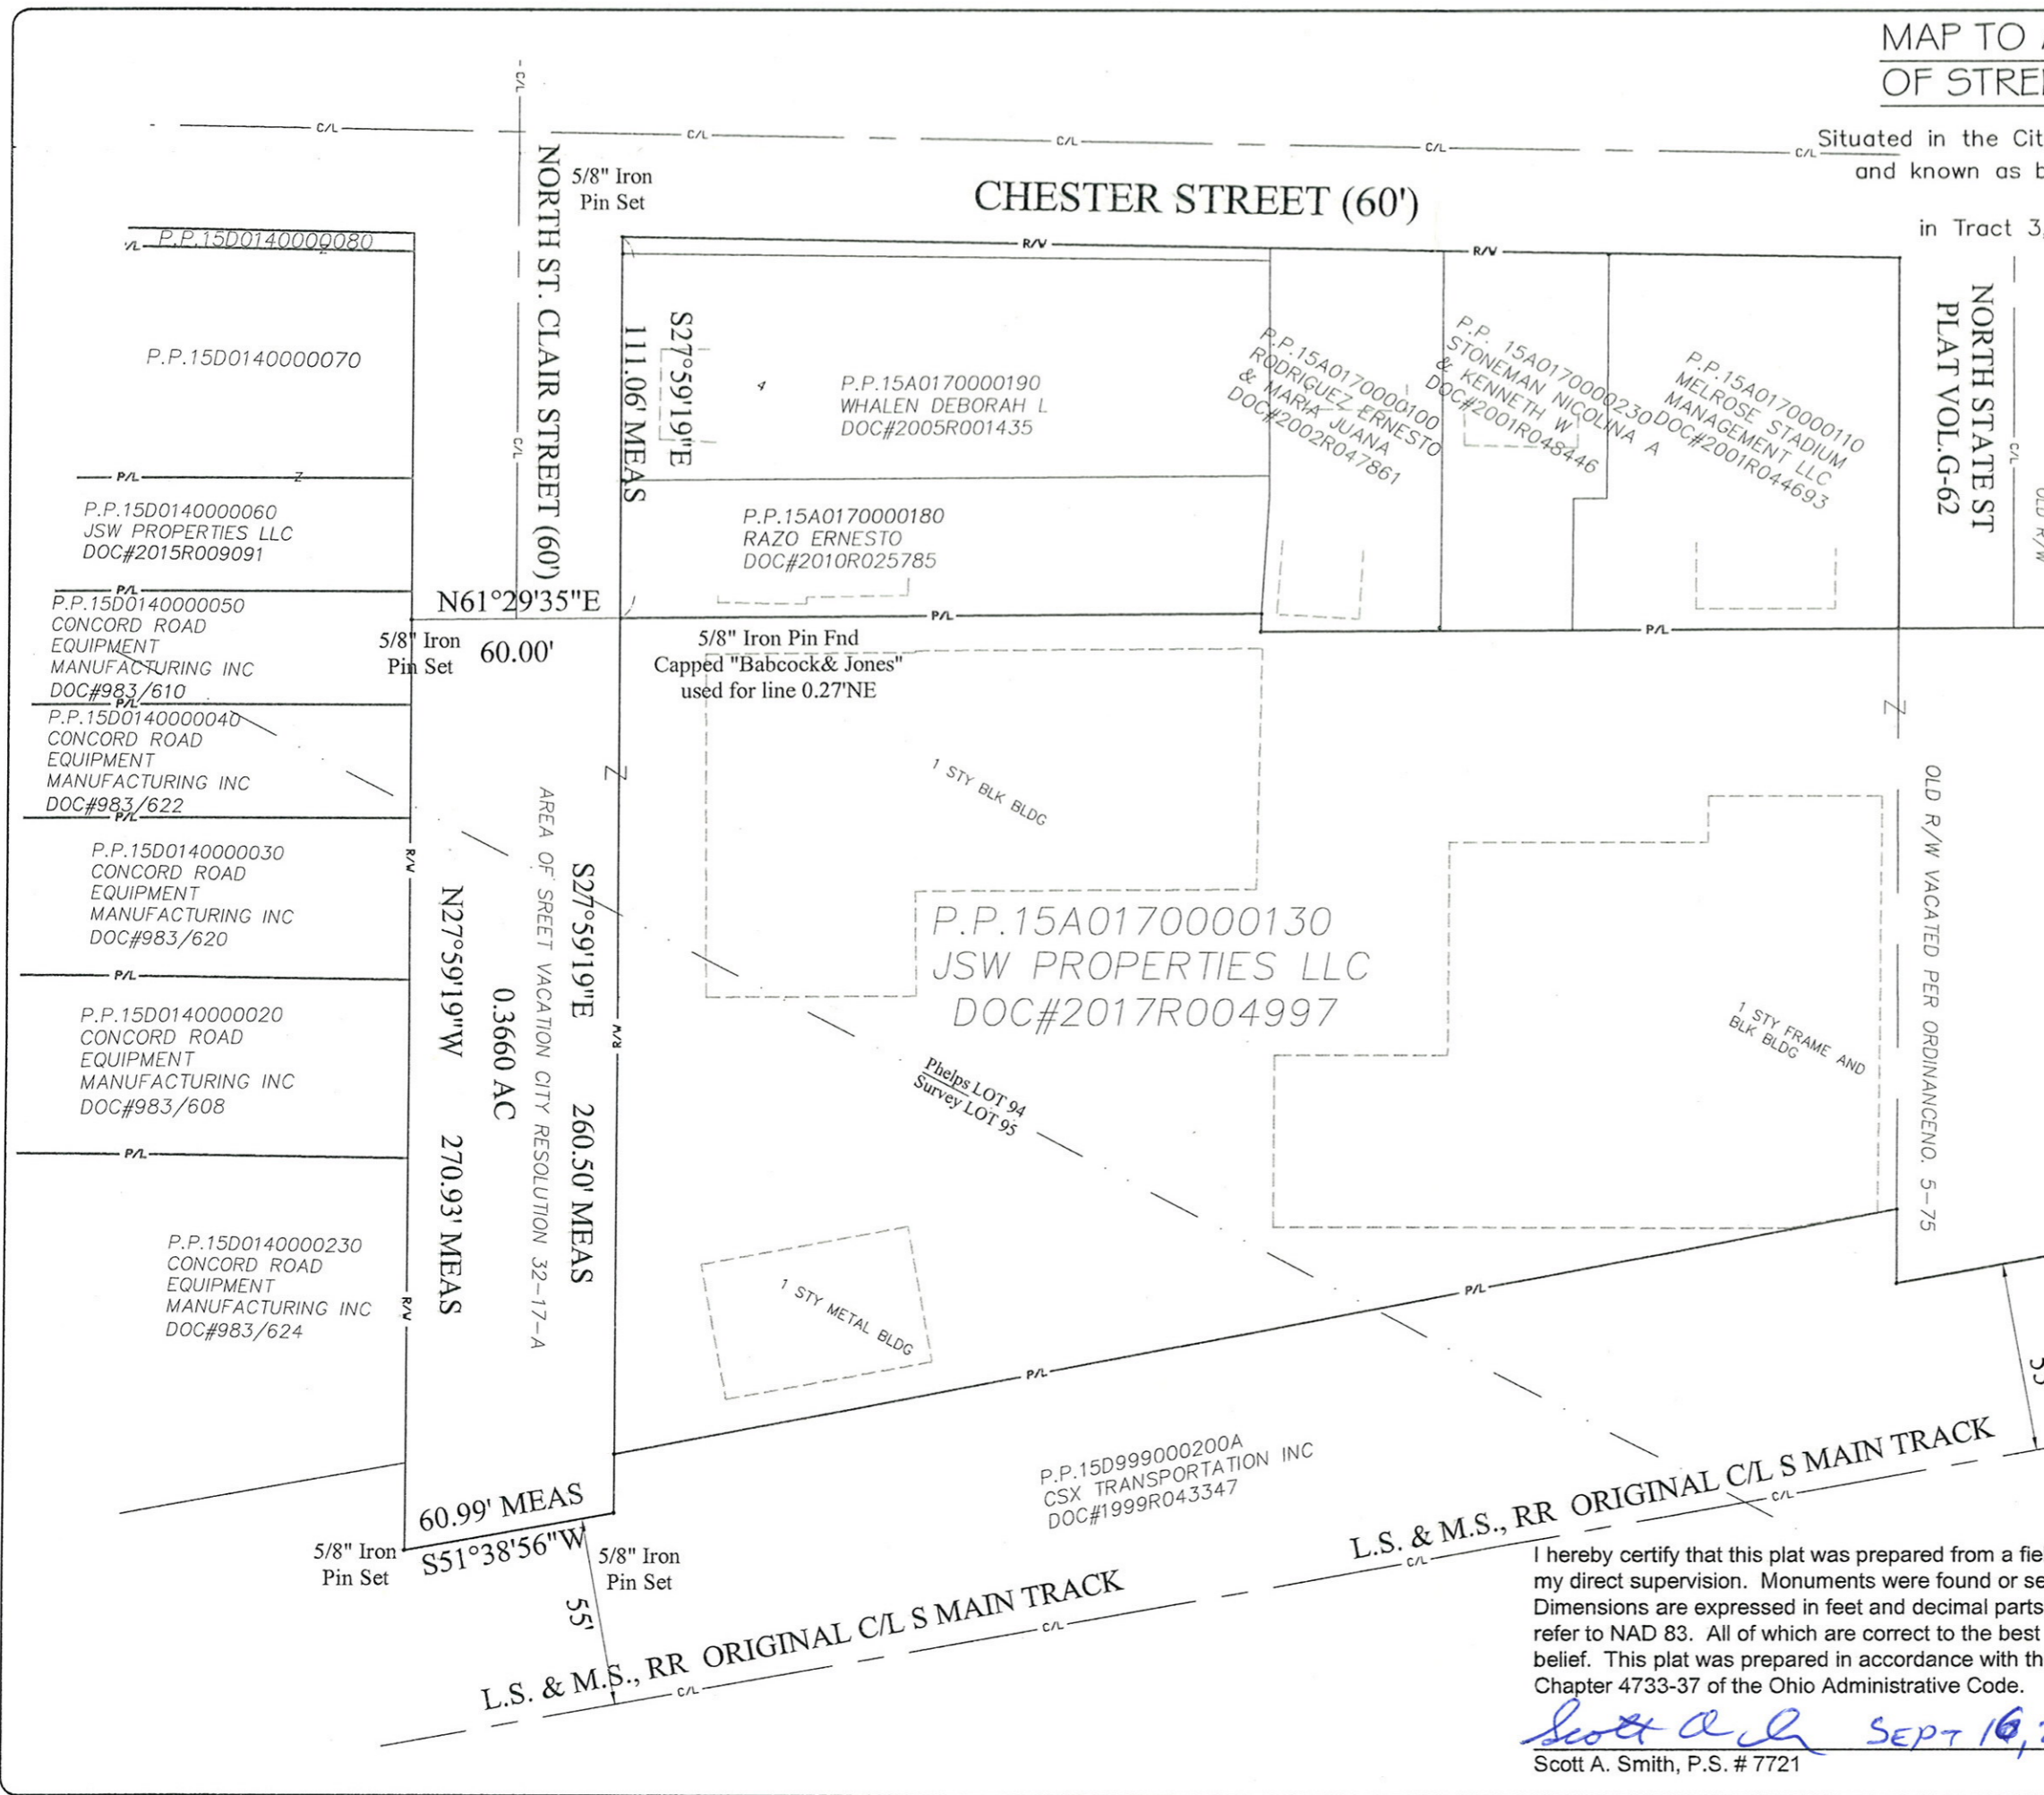 MAP TO
OF STREE
Situated in the Cit
and known as b
in Tract 3,
C/L
C/L
C/L
C/L
C/L
C/L
C/L
NORTH ST. CLAIR STREET (60')
5/8" Iron
Pin Set
CHESTER STREET (60')
R/W
R/W
P.P.15D0140000080
P.P.15D0140000070
S27°59'19"E
111.06' MEAS
4
P.P.15A0170000190
WHALEN DEBORAH L
DOC#2005R001435
P.P.15A0170000100
RODRIGUEZ ERNESTO
& MARIA JUANA
DOC#2002R047861
P.P. 15A0170000230
STONEMAN NICOLINA A
& KENNETH W
DOC#2001R048446
P.P.15A0170000110
MELROSE STADIUM
MANAGEMENT LLC
DOC#2001R044693
NORTH STATE ST
PLAT VOL.G-62
C/L
OLD R/W
P/L
Z
P.P.15D0140000060
JSW PROPERTIES LLC
DOC#2015R009091
P.P.15A0170000180
RAZO ERNESTO
DOC#2010R025785
P/L
P.P.15D0140000050
CONCORD ROAD
EQUIPMENT
MANUFACTURING INC
DOC#983/610
N61°29'35"E
60.00'
5/8" Iron
Pin Set
P/L
P/L
5/8" Iron Pin Fnd
Capped "Babcock& Jones"
used for line 0.27'NE
P/L
P.P.15D0140000040
CONCORD ROAD
EQUIPMENT
MANUFACTURING INC
DOC#983/622
P/L
Z
Z
1 STY BLK BLDG
P.P.15D0140000030
CONCORD ROAD
EQUIPMENT
MANUFACTURING INC
DOC#983/620
P/L
R/W
N27°59'19"W 270.93' MEAS
0.3660 AC
AREA OF SREET VACATION CITY RESOLUTION 32-17-A
S27°59'19"E 260.50' MEAS
R/W
P.P.15A0170000130
JSW PROPERTIES LLC
DOC#2017R004997
OLD R/W VACATED PER ORDINANCENO. 5-75
1 STY FRAME AND
BLK BLDG
P.P.15D0140000020
CONCORD ROAD
EQUIPMENT
MANUFACTURING INC
DOC#983/608
P/L
Phelps LOT 94
Survey LOT 95
P.P.15D0140000230
CONCORD ROAD
EQUIPMENT
MANUFACTURING INC
DOC#983/624
R/W
1 STY METAL BLDG
P/L
P/L
P.P.15D999000200A
CSX TRANSPORTATION INC
DOC#1999R043347
60.99' MEAS
S51°38'56"W
5/8" Iron
Pin Set
5/8" Iron
Pin Set
55'
L.S. & M.S., RR ORIGINAL C/L S MAIN TRACK
C/L
C/L
L.S. & M.S., RR ORIGINAL C/L S MAIN TRACK
C/L
C/L
55
I hereby certify that this plat was prepared from a fie
my direct supervision. Monuments were found or se
Dimensions are expressed in feet and decimal parts
refer to NAD 83. All of which are correct to the best
belief. This plat was prepared in accordance with th
Chapter 4733-37 of the Ohio Administrative Code.
SEPT 16,
Scott A. Smith, P.S. # 7721